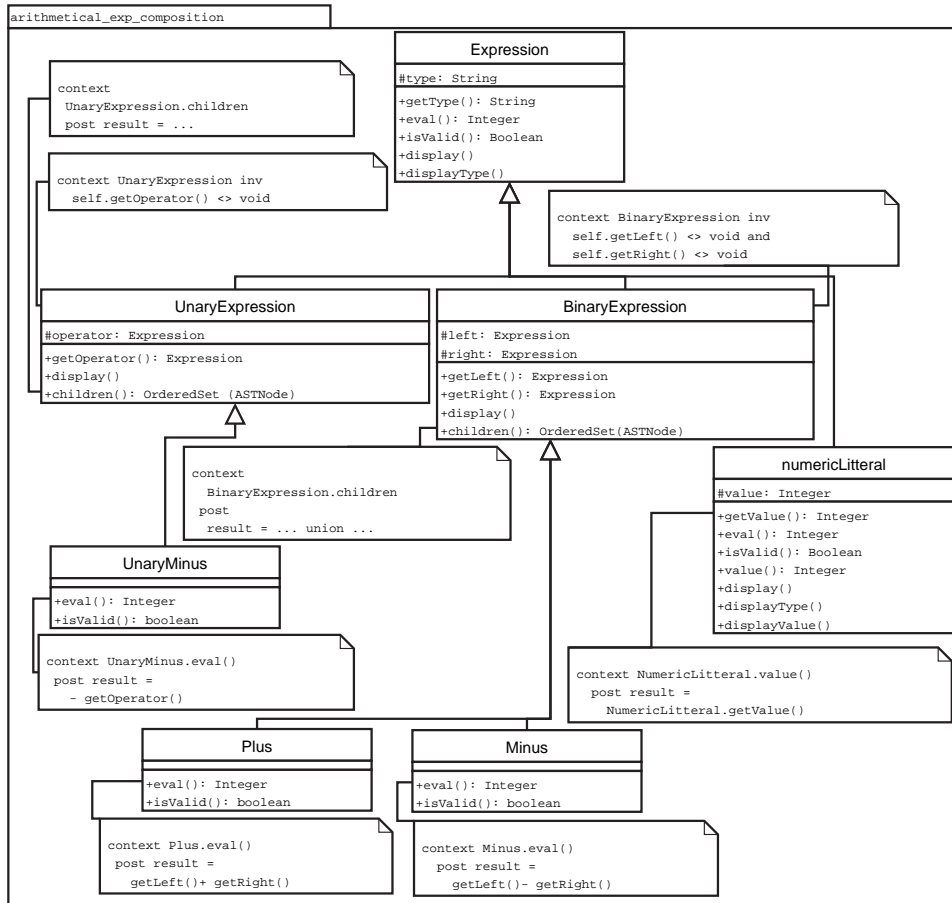 arithmetical_exp_composition
Expression
#type: String
+getType(): String
+eval(): Integer
+isValid(): Boolean
+display()
+displayType()
context
UnaryExpression.children
post result = ...
context UnaryExpression inv
self.getOperator() <> void
context BinaryExpression inv
self.getLeft() <> void and
self.getRight() <> void
UnaryExpression
#operator: Expression
+getOperator(): Expression
+display()
+children(): OrderedSet (ASTNode)
BinaryExpression
#left: Expression
#right: Expression
+getLeft(): Expression
+getRight(): Expression
+display()
+children(): OrderedSet(ASTNode)
context
BinaryExpression.children
post
result = ... union ...
numericLitteral
#value: Integer
+getValue(): Integer
+eval(): Integer
+isValid(): Boolean
+value(): Integer
+display()
+displayType()
+displayValue()
UnaryMinus
+eval(): Integer
+isValid(): boolean
context UnaryMinus.eval()
post result =
- getOperator()
context NumericLitteral.value()
post result =
NumericLitteral.getValue()
Plus
+eval(): Integer
+isValid(): boolean
Minus
+eval(): Integer
+isValid(): boolean
context Plus.eval()
post result =
getLeft()+ getRight()
context Minus.eval()
post result =
getLeft()- getRight()